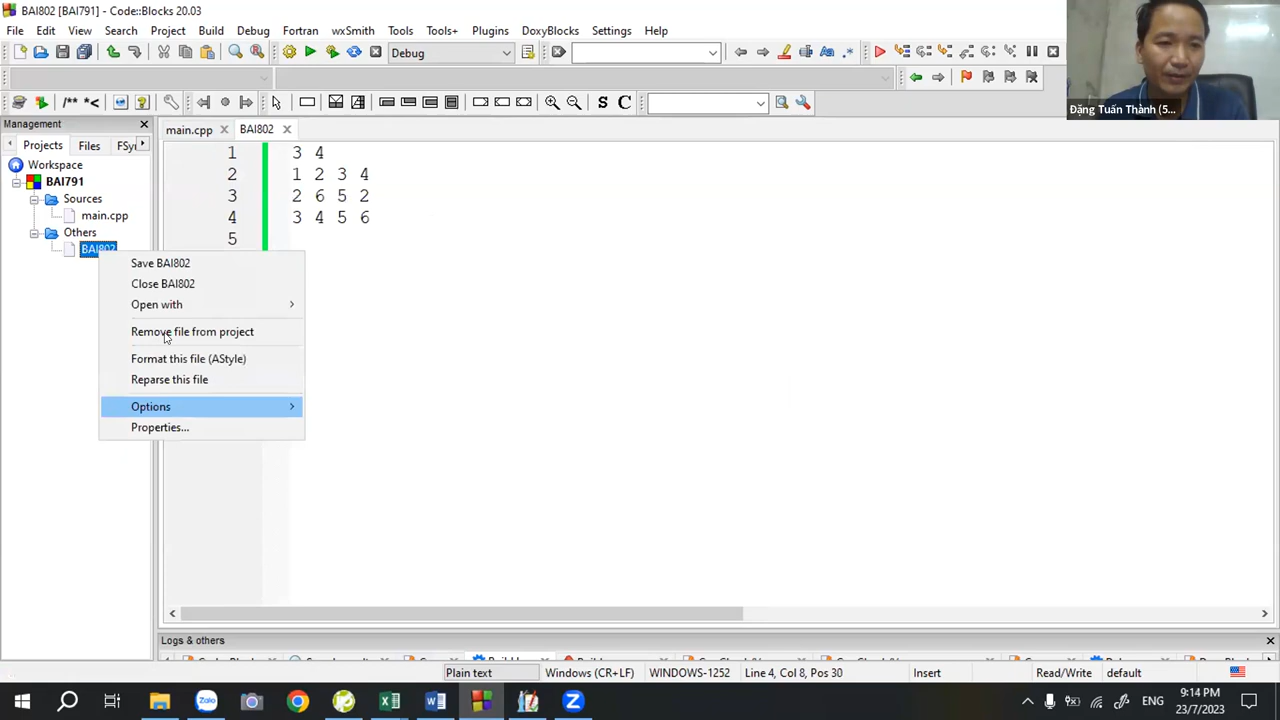 BAI802 [BAI791] - Code::Blocks 20.03
File Edit View Search Project Build Debug Fortran wxSmith Tools Tools+ Plugins DoxyBlocks Settings Help
Debug
/** *<
S C
Đặng Tuấn Thành (5...
Management
Projects Files FSy
main.cpp BAI802
Workspace
BAI791
Sources
main.cpp
Others
BAI802
1 3 4
2 1 2 3 4
3 2 6 5 2
4 3 4 5 6
5
Save BAI802
Close BAI802
Open with
Remove file from project
Format this file (AStyle)
Reparse this file
Options
Properties...
Logs & others
Plain text Windows (CR+LF) WINDOWS-1252 Line 4, Col 8, Pos 30 Insert Read/Write default
Zalo
ENG
9:14 PM
23/7/2023